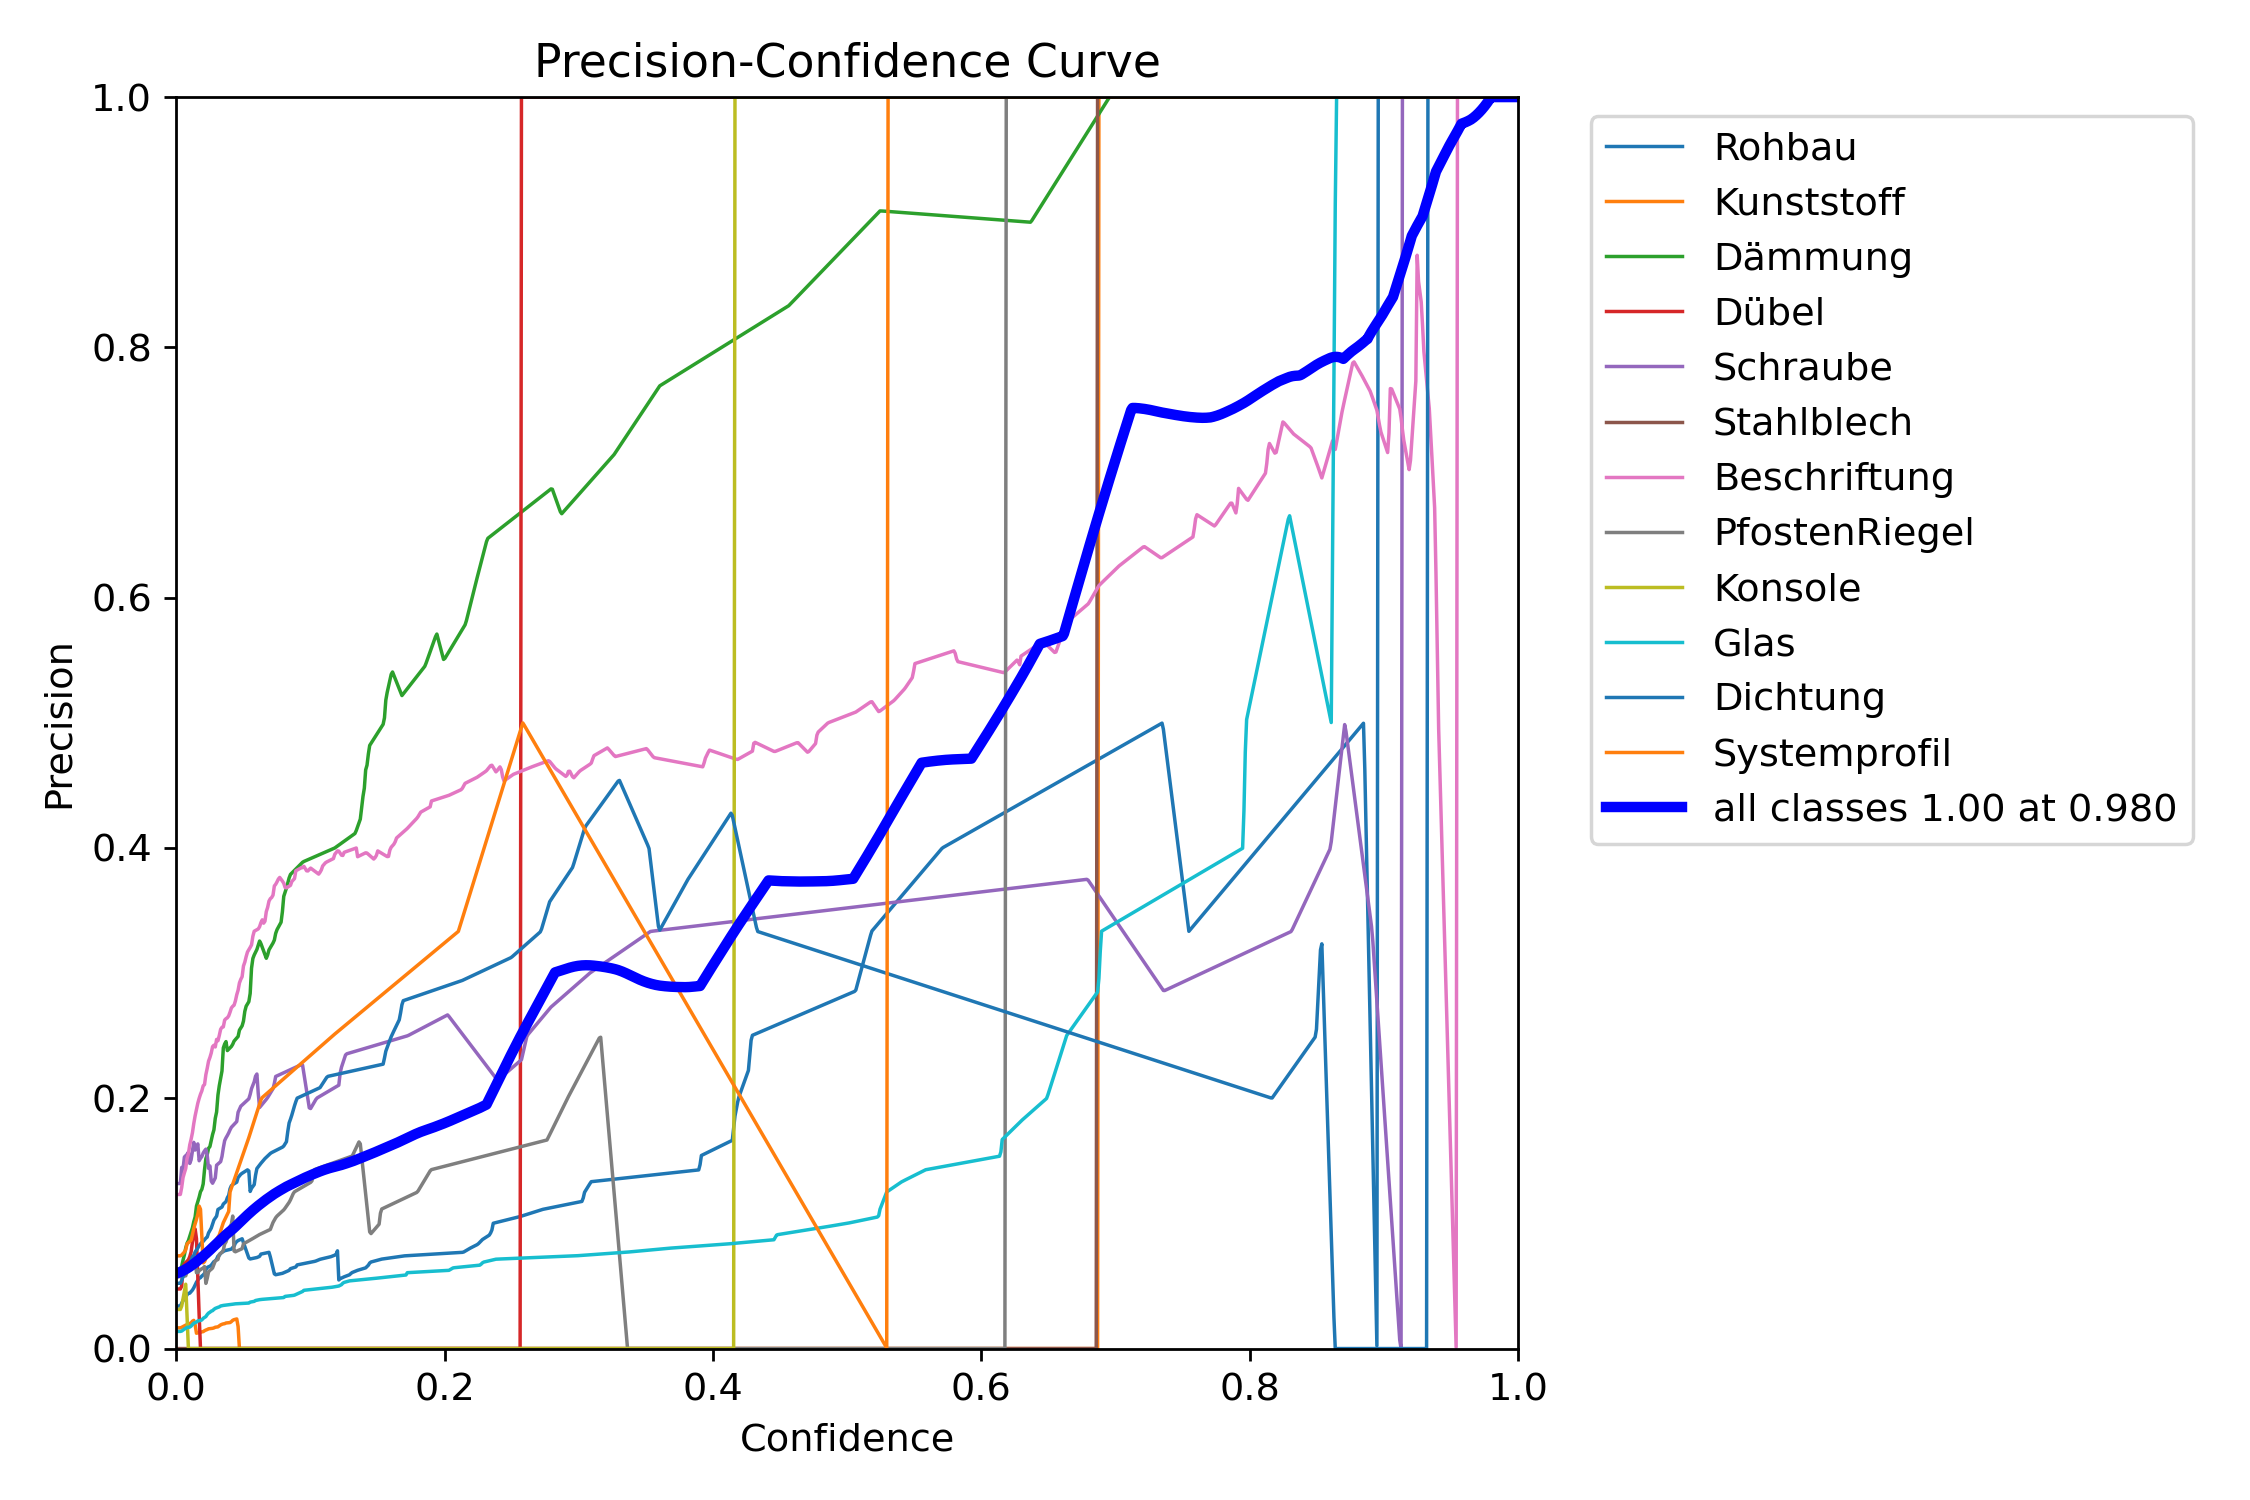 Precision-Confidence Curve
1.0
0.8
0.6
0.4
0.2
0.0
Precision
0.0 0.2 0.4 0.6 0.8 1.0
Confidence
Rohbau
Kunststoff
Dämmung
Dübel
Schraube
Stahlblech
Beschriftung
PfostenRiegel
Konsole
Glas
Dichtung
Systemprofil
all classes 1.00 at 0.980